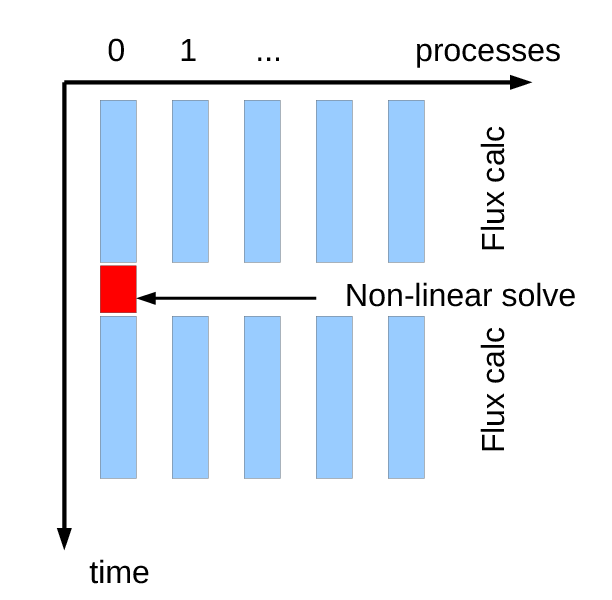 0 1 ... processes
Flux calc
Non-linear solve
Flux calc
time